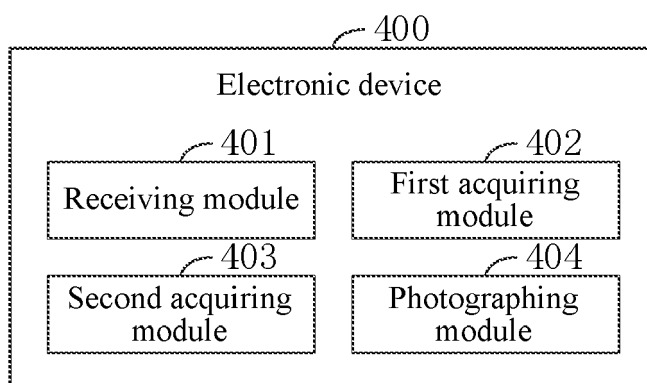 400
Electronic device
401
Receiving module
402
First acquiring
module
403
Second acquiring
module
404
Photographing
module